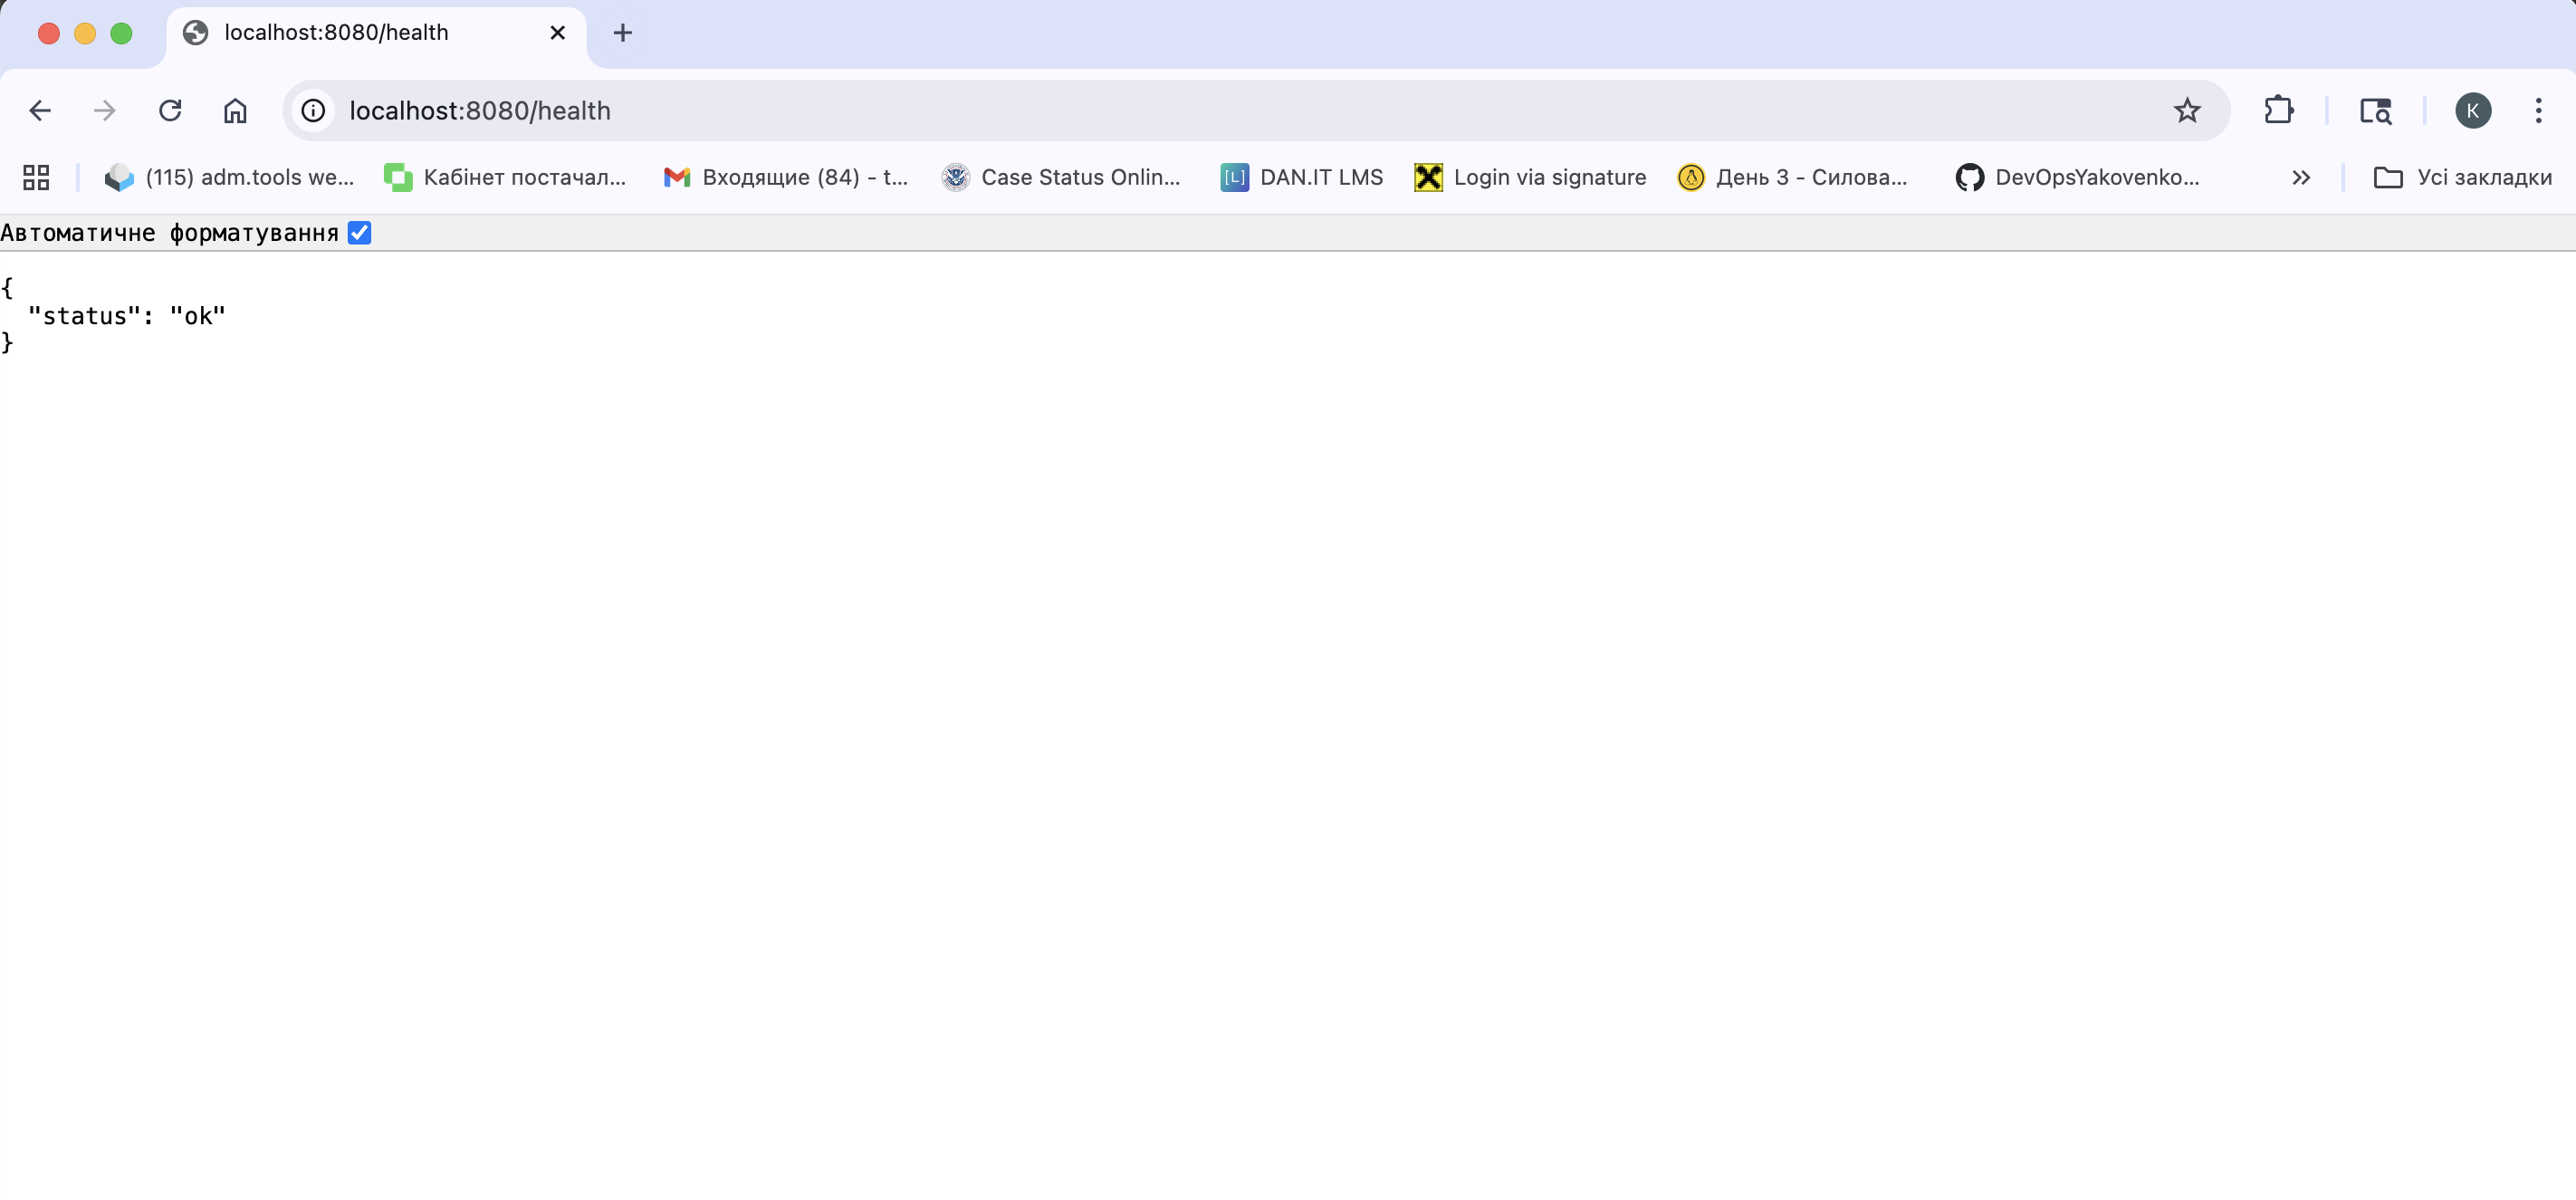 localhost:8080/health
localhost:8080/health
K
(115) adm.tools we...
Кабінет постачал...
Входящие (84) - t...
Case Status Onlin...
[L] DAN.IT LMS
Login via signature
День 3 - Силова...
DevOpsYakovenko...
Усі закладки
Автоматичне форматування
{
"status": "ok"
}